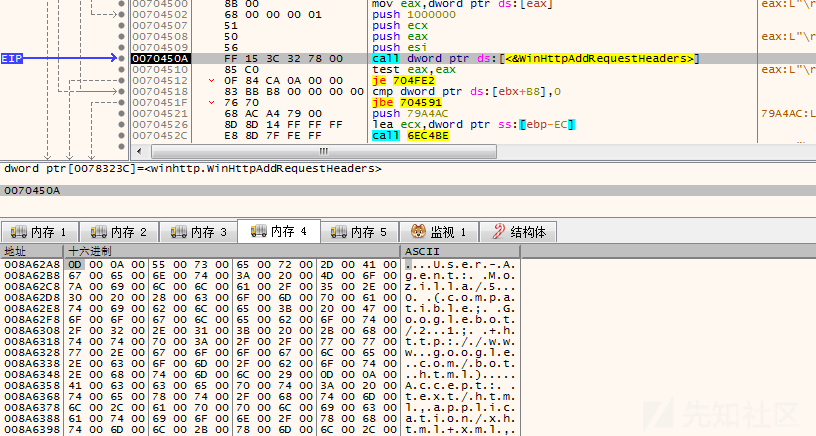 00704500 8B 00 mov eax,dword ptr ds:[eax] eax:L"\r
00704502 68 00 00 00 01 push 1000000
00704507 51 push ecx
00704508 50 push eax eax:L"\r
00704509 56 push esi
EIP 0070450A FF 15 3C 32 78 00 call dword ptr ds:[<&WinHttpAddRequestHeaders>]
00704510 85 C0 test eax,eax eax:L"\r
00704512 0F 84 CA 0A 00 00 je 704FE2
00704518 83 BB B8 00 00 00 00 cmp dword ptr ds:[ebx+B8],0
0070451F 76 70 jbe 704591
00704521 68 AC A4 79 00 push 79A4AC 79A4AC:L
00704526 8D 8D 14 FF FF FF lea ecx,dword ptr ss:[ebp-EC]
0070452C E8 8D 7F FE FF call 6EC4BE
dword ptr[0078323C]=<winhttp.WinHttpAddRequestHeaders>
0070450A
内存 1 内存 2 内存 3 内存 4 内存 5 监视 1 结构体
地址 十六进制 ASCII
008A62A8 0D 00 0A 00 55 00 73 00 65 00 72 00 2D 00 41 00 ....U.s.e.r.-.A.
008A62B8 67 00 65 00 6E 00 74 00 3A 00 20 00 4D 00 6F 00 g.e.n.t.:. .M.o.
008A62C8 7A 00 69 00 6C 00 6C 00 61 00 2F 00 35 00 2E 00 z.i.l.l.a./.5...
008A62D8 30 00 20 00 28 00 63 00 6F 00 6D 00 70 00 61 00 0. .(.c.o.m.p.a.
008A62E8 74 00 69 00 62 00 6C 00 65 00 3B 00 20 00 47 00 t.i.b.l.e.;. .G.
008A62F8 6F 00 6F 00 67 00 6C 00 65 00 62 00 6F 00 74 00 o.o.g.l.e.b.o.t.
008A6308 2F 00 32 00 2E 00 31 00 3B 00 20 00 2B 00 68 00 /.2...1.;. .+.h.
008A6318 74 00 74 00 70 00 3A 00 2F 00 2F 00 77 00 77 00 t.t.p.:././.w.w.
008A6328 77 00 2E 00 67 00 6F 00 6F 00 67 00 6C 00 65 00 w...g.o.o.g.l.e.
008A6338 2E 00 63 00 6F 00 6D 00 2F 00 62 00 6F 00 74 00 ..c.o.m./.b.o.t.
008A6348 2E 00 68 00 74 00 6D 00 6C 00 29 00 0D 00 0A 00 ..h.t.m.l.).....
008A6358 41 00 63 00 63 00 65 00 70 00 74 00 3A 00 20 00 A.c.c.e.p.t.:. .
008A6368 74 00 65 00 78 00 74 00 2F 00 68 00 74 00 6D 00 t.e.x.t./.h.t.m.
008A6378 6C 00 2C 00 61 00 70 00 70 00 6C 00 69 00 63 00 l.,.a.p.p.l.i.c.
008A6388 61 00 74 00 69 00 6F 00 6E 00 2F 00 78 00 68 00 a.t.i.o.n./.x.h.
008A6398 74 00 6D 00 6C 00 2B 00 78 00 6D 00 6C 00 2C 00 t.m.l.+.x.m.l.,.
先知社区